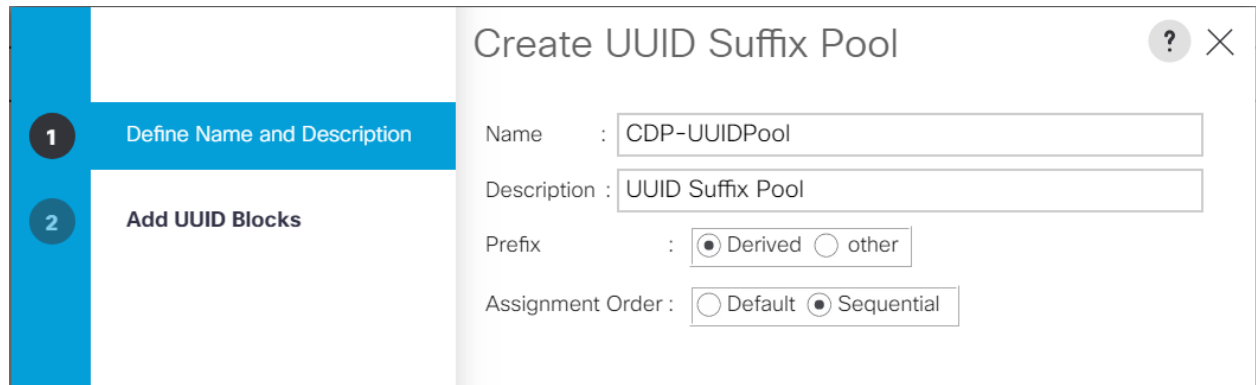 Create UUID Suffix Pool ? ×
1 Define Name and Description
2 Add UUID Blocks
Name : CDP-UUIDPool
Description : UUID Suffix Pool
Prefix : Derived other
Assignment Order : Default Sequential